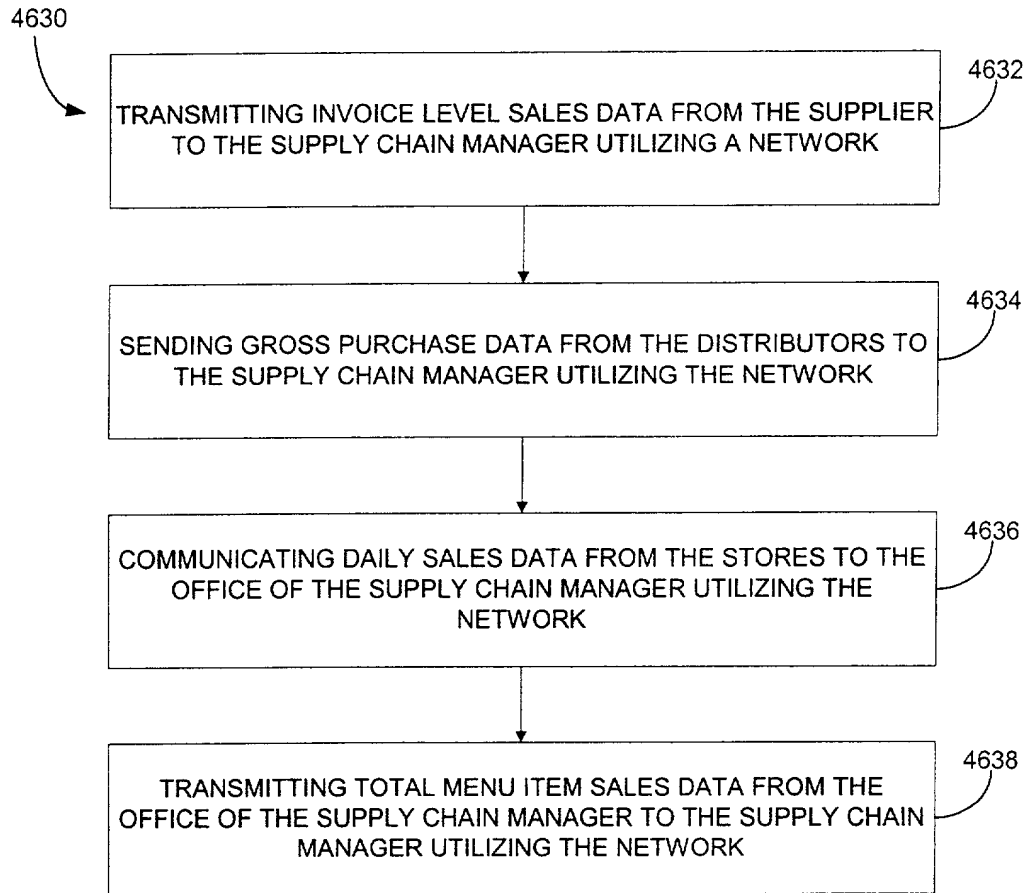 4630
4632
TRANSMITTING INVOICE LEVEL SALES DATA FROM THE SUPPLIER
TO THE SUPPLY CHAIN MANAGER UTILIZING A NETWORK
4634
SENDING GROSS PURCHASE DATA FROM THE DISTRIBUTORS TO
THE SUPPLY CHAIN MANAGER UTILIZING THE NETWORK
4636
COMMUNICATING DAILY SALES DATA FROM THE STORES TO THE
OFFICE OF THE SUPPLY CHAIN MANAGER UTILIZING THE
NETWORK
4638
TRANSMITTING TOTAL MENU ITEM SALES DATA FROM THE
OFFICE OF THE SUPPLY CHAIN MANAGER TO THE SUPPLY CHAIN
MANAGER UTILIZING THE NETWORK